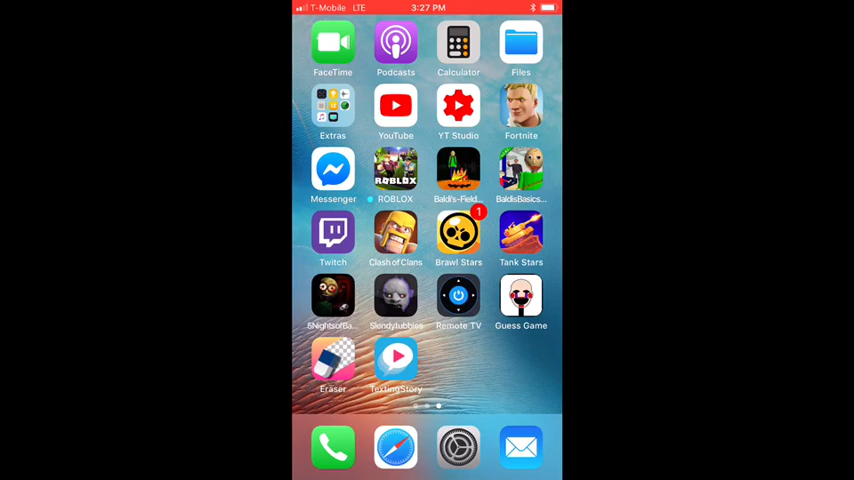 T-Mobile LTE 3:27 PM
FaceTime Podcasts Calculator Files
Extras YouTube YT Studio Fortnite
ROBLOX
Messenger ROBLOX Baldi's-Field... BaldisBasics...
1
Twitch Clash of Clans Brawl Stars Tank Stars
5NightsofBa... Slendytubbies Remote TV Guess Game
Eraser TextingStory